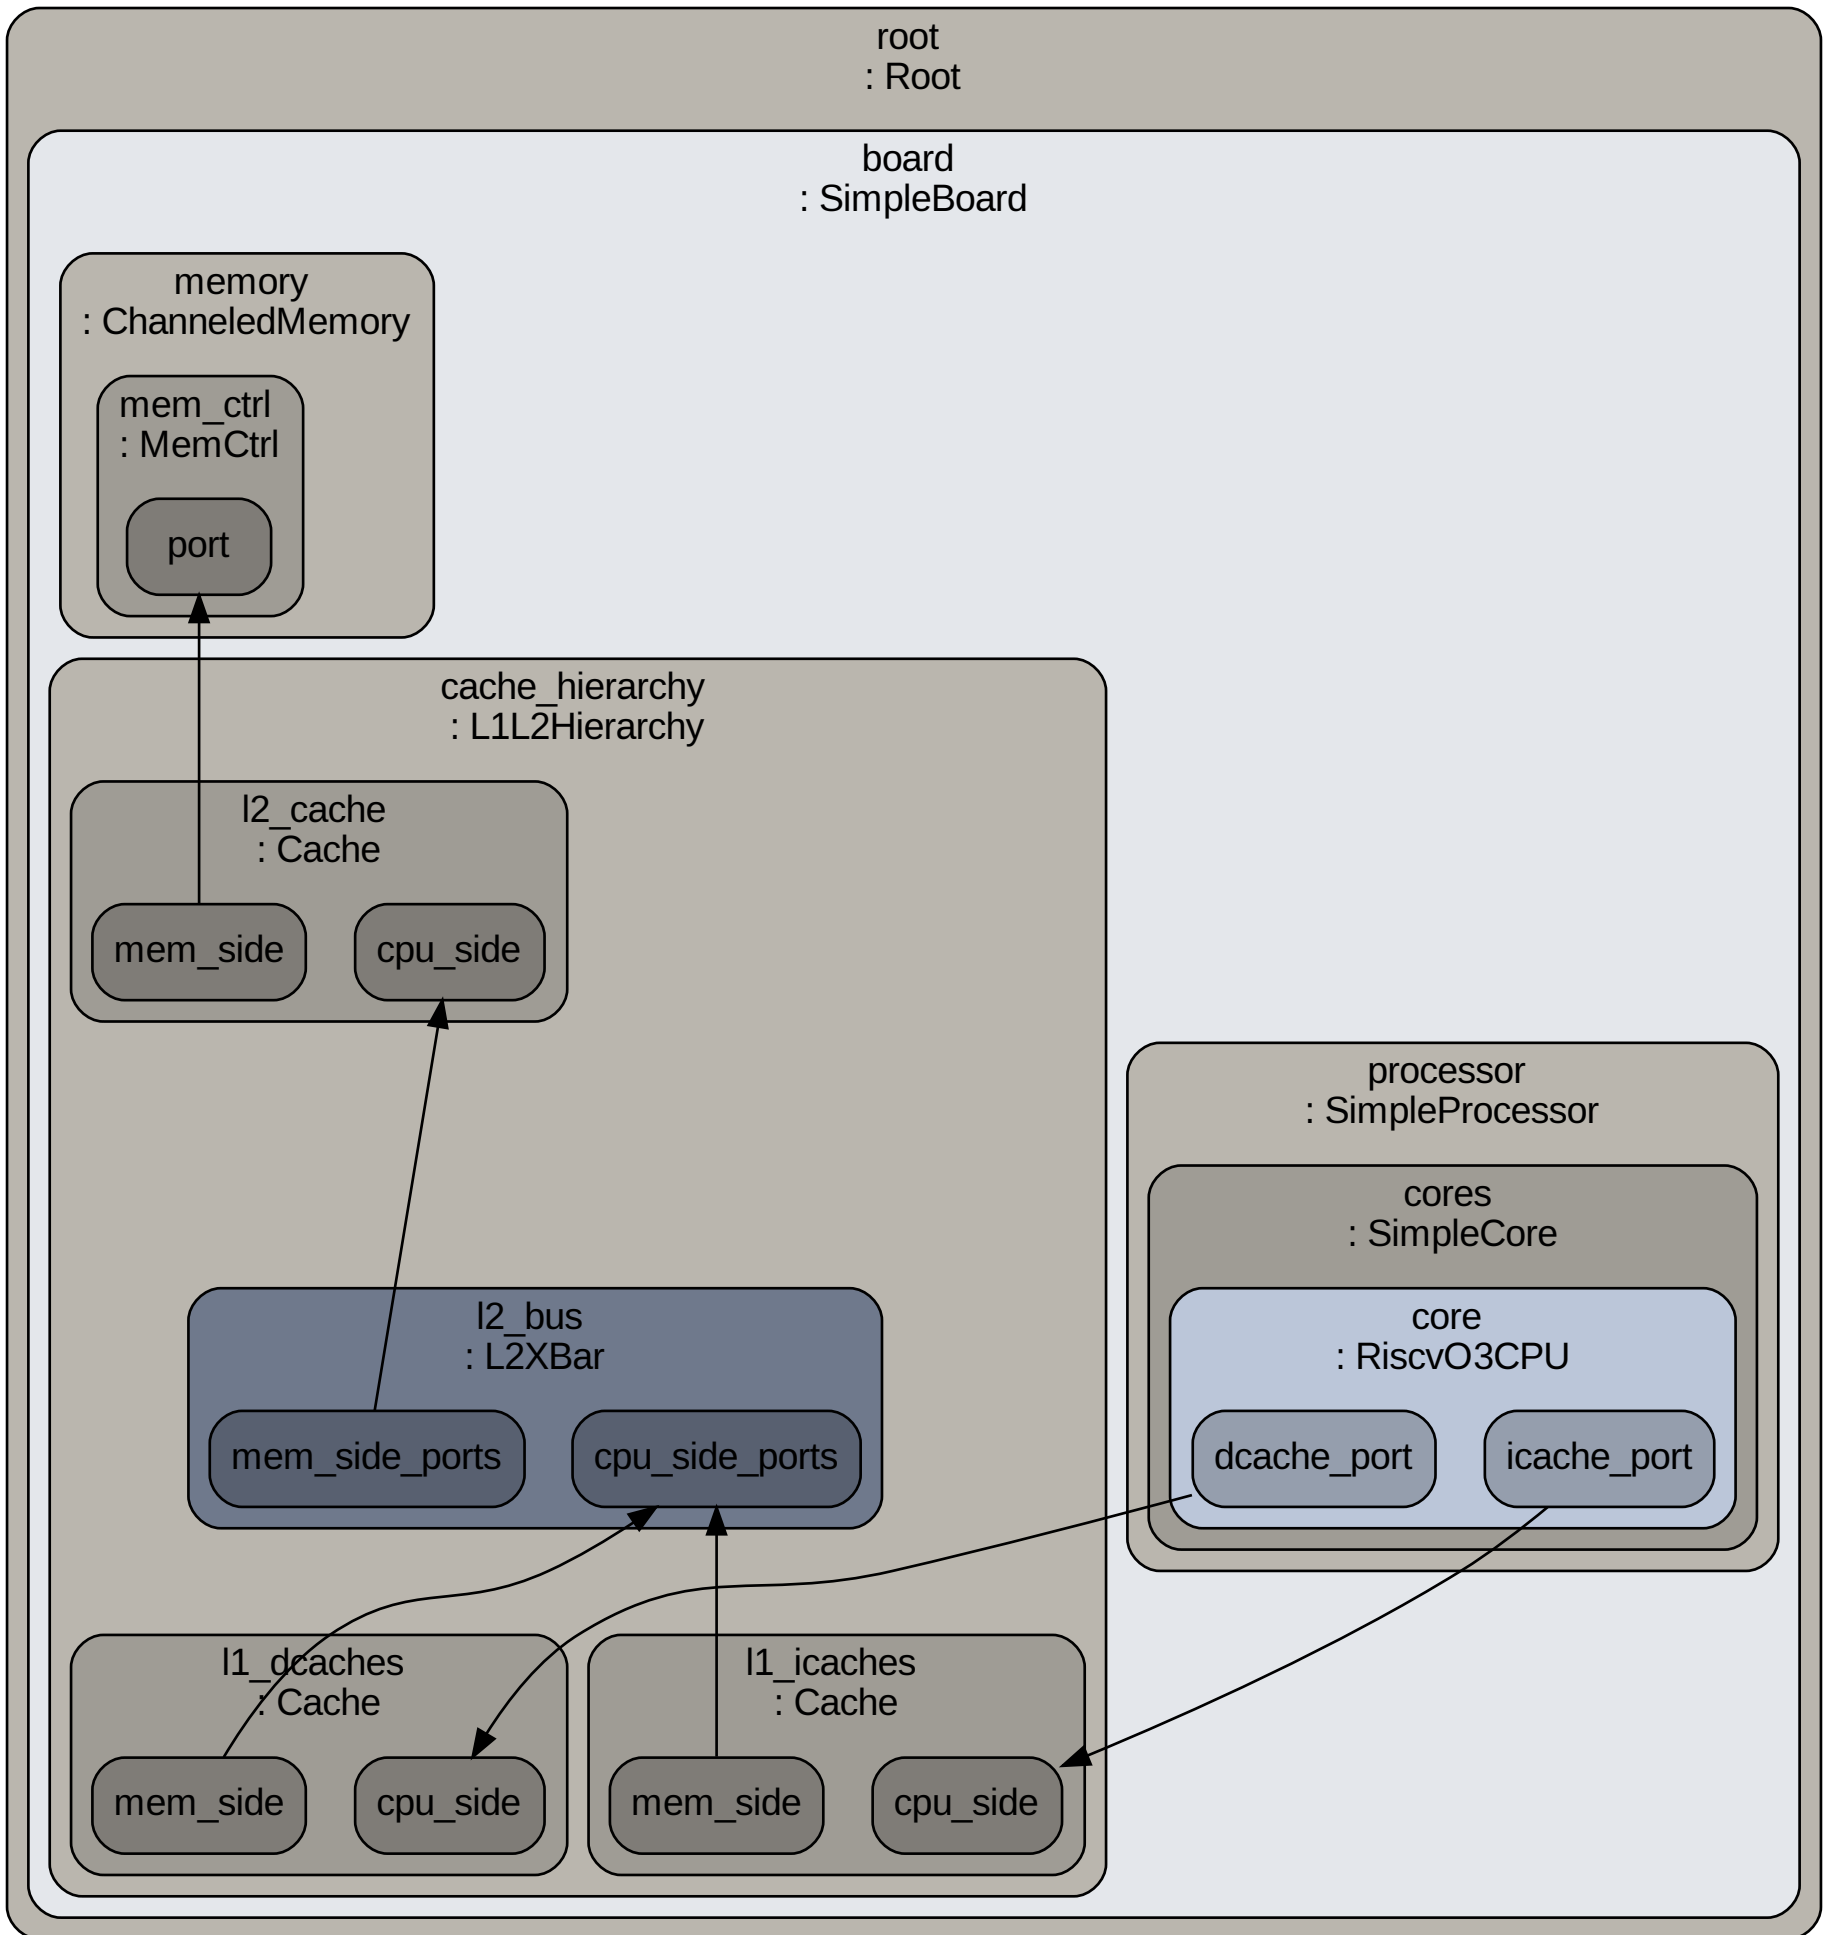 root
: Root
board
: SimpleBoard
memory
: ChanneledMemory
mem_ctrl
: MemCtrl
port
cache_hierarchy
: L1L2Hierarchy
l2_cache
: Cache
mem_side
cpu_side
processor
: SimpleProcessor
cores
: SimpleCore
l2_bus
: L2XBar
mem_side_ports
cpu_side_ports
core
: RiscvO3CPU
dcache_port
icache_port
l1_dcaches
: Cache
mem_side
cpu_side
l1_icaches
: Cache
mem_side
cpu_side